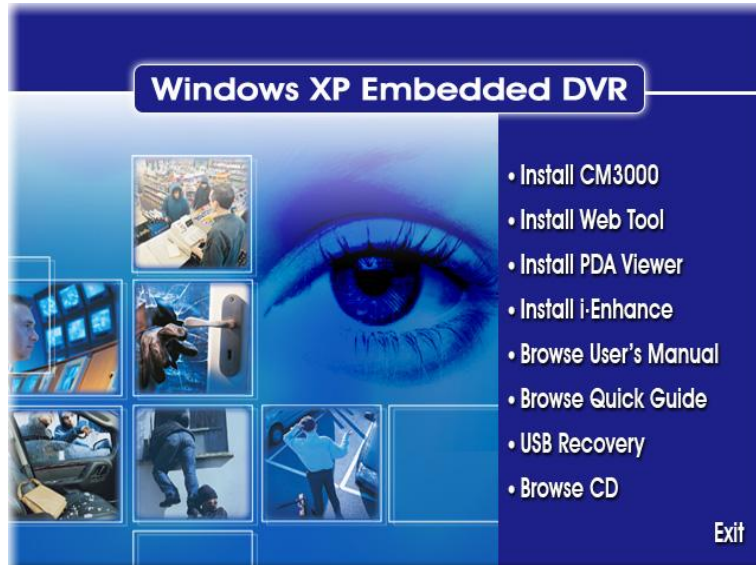 Windows XP Embedded DVR
• Install CM3000
• Install Web Tool
• Install PDA Viewer
• Install i-Enhance
• Browse User's Manual
• Browse Quick Guide
• USB Recovery
• Browse CD
Exit